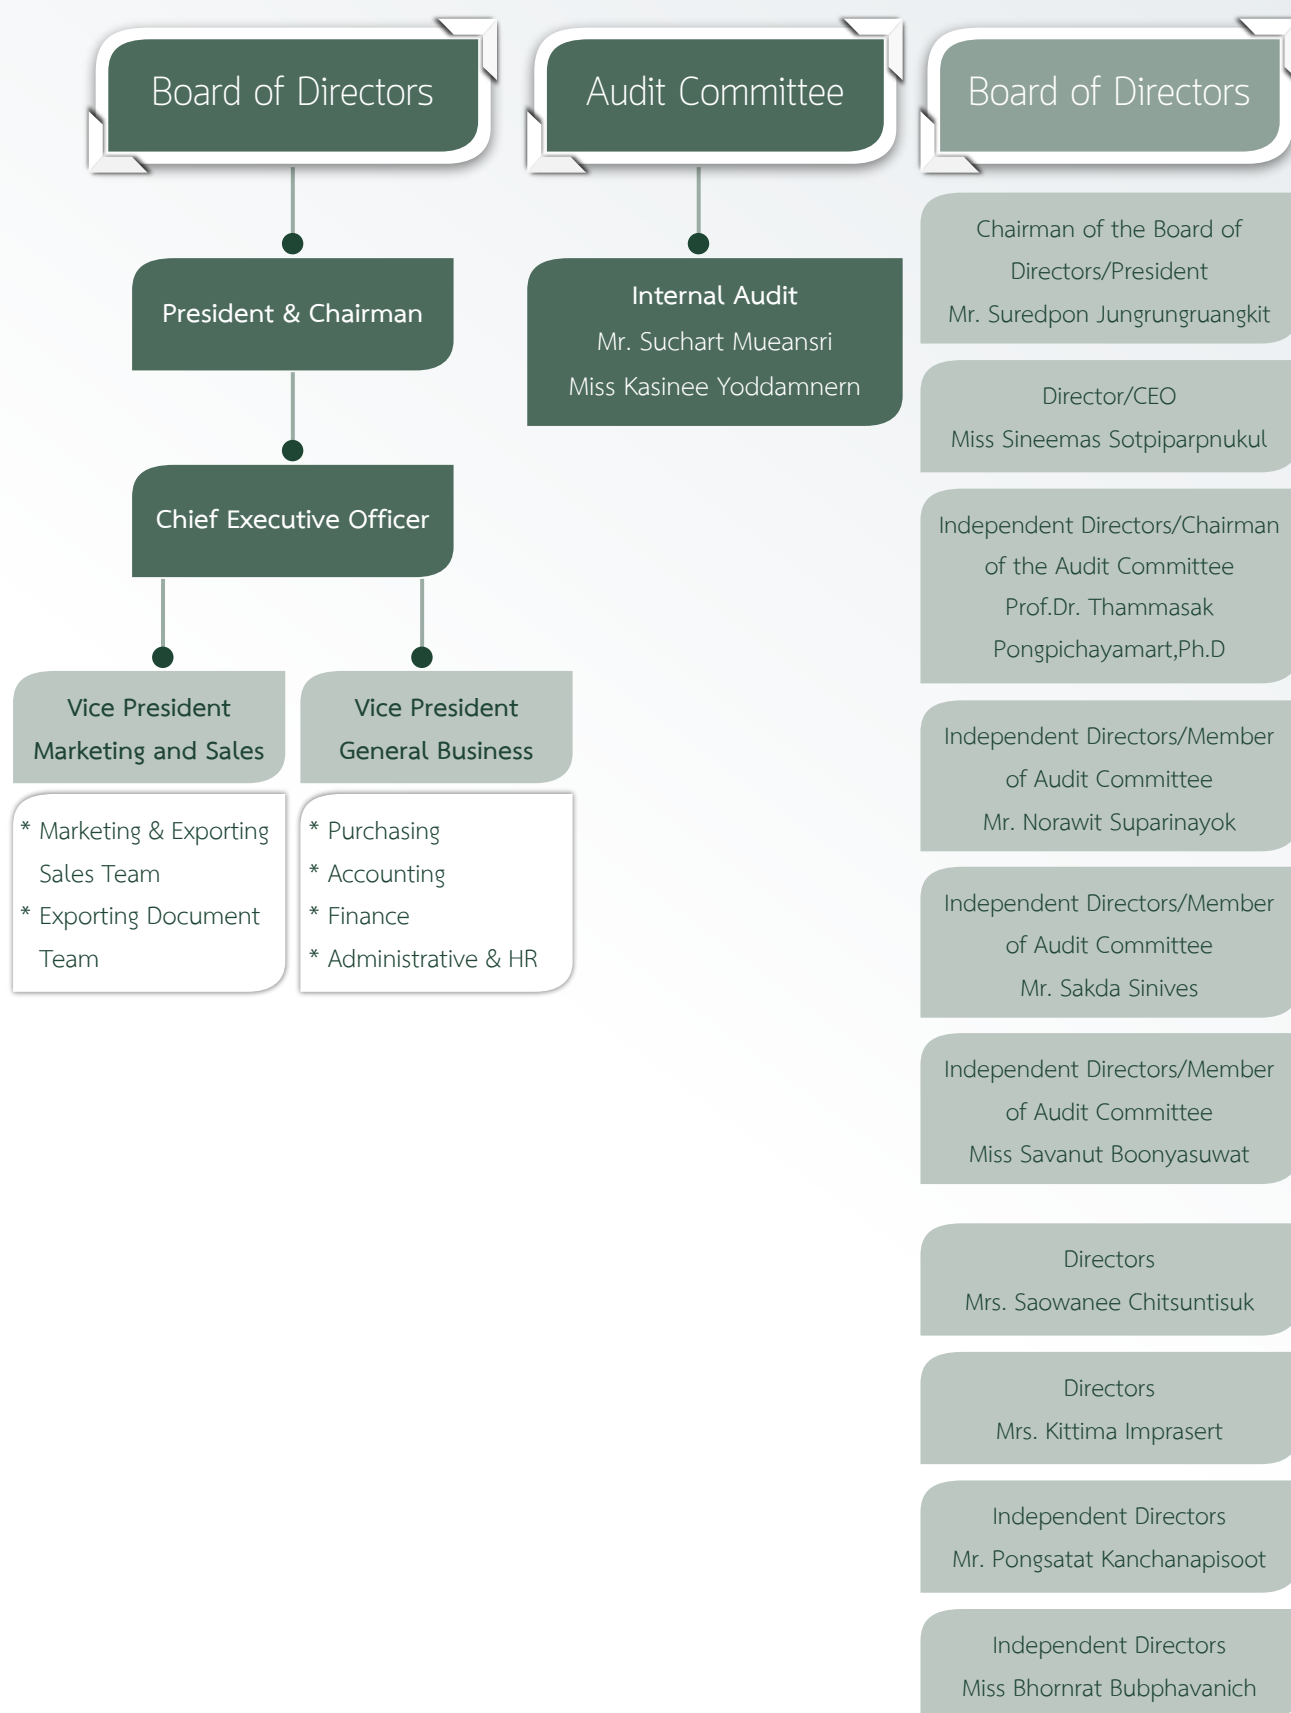 Board of Directors
President & Chairman
Chief Executive Officer
Vice President
Marketing and Sales
* Marketing & Exporting
Sales Team
* Exporting Document
Team
Vice President
General Business
* Purchasing
* Accounting
* Finance
* Administrative & HR
Audit Committee
Internal Audit
Mr. Suchart Mueansri
Miss Kasinee Yoddamnern
Board of Directors
Chairman of the Board of
Directors/President
Mr. Suredpon Jungrungruangkit
Director/CEO
Miss Sineemas Sotpiparpnukul
Independent Directors/Chairman
of the Audit Committee
Prof.Dr. Thammasak
Pongpichayamart,Ph.D
Independent Directors/Member
of Audit Committee
Mr. Norawit Suparinayok
Independent Directors/Member
of Audit Committee
Mr. Sakda Sinives
Independent Directors/Member
of Audit Committee
Miss Savanut Boonyasuwat
Directors
Mrs. Saowanee Chitsuntisuk
Directors
Mrs. Kittima Imprasert
Independent Directors
Mr. Pongsatat Kanchanapisoot
Independent Directors
Miss Bhornrat Bubphavanich